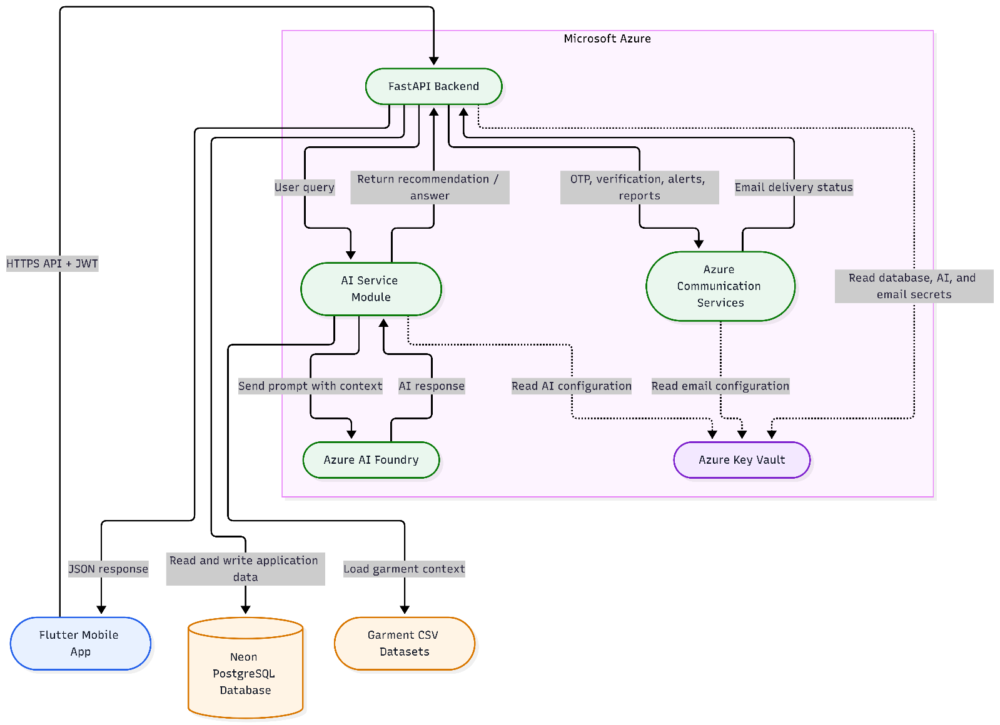 Microsoft Azure
FastAPI Backend
User query
Return recommendation /
answer
OTP, verification, alerts,
reports
Email delivery status
HTTPS API + JWT
AI Service
Module
Azure
Communication
Services
Read database, AI, and
email secrets
Send prompt with context
AI response
Read AI configuration
Read email configuration
Azure AI Foundry
Azure Key Vault
JSON response
Read and write application
data
Load garment context
Flutter Mobile
App
Neon
PostgreSQL
Database
Garment CSV
Datasets